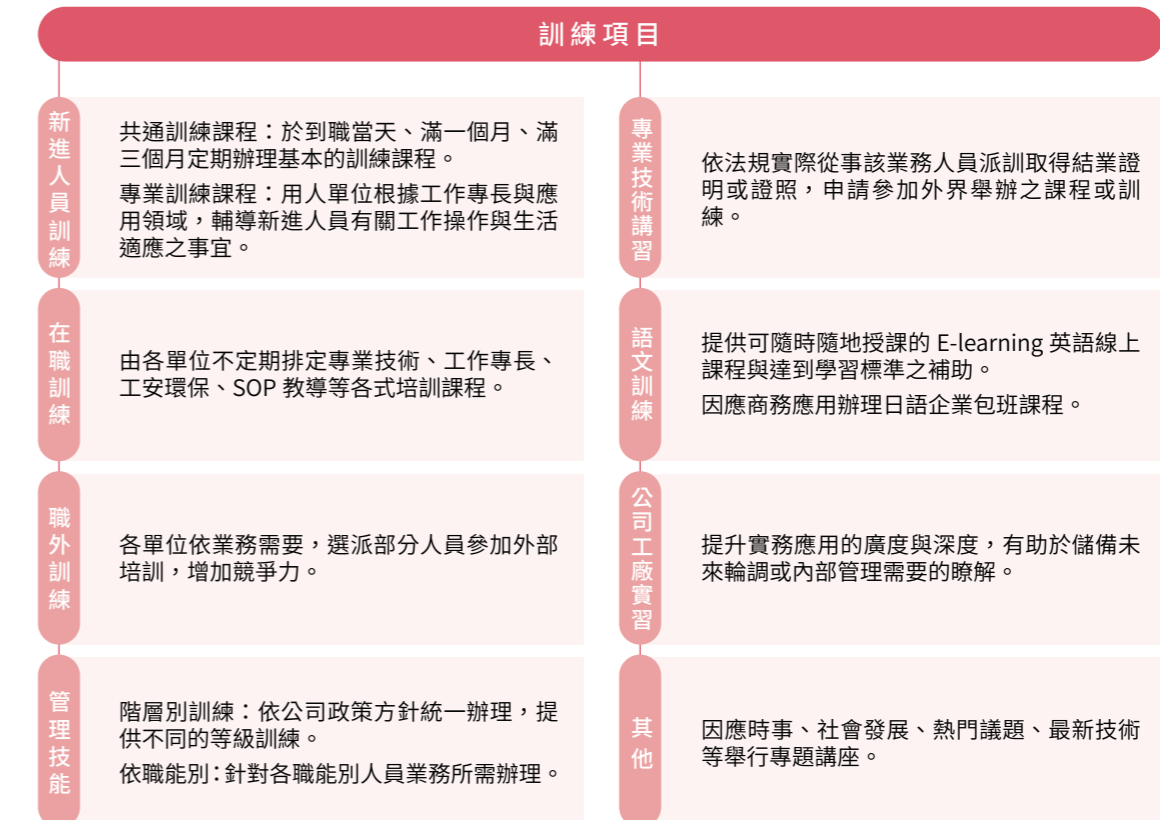 訓練項目
新進人員訓練
共通訓練課程：於到職當天、滿一個月、滿
三個月定期辦理基本的訓練課程。
專業訓練課程：用人單位根據工作專長與應
用領域，輔導新進人員有關工作操作與生活
適應之事宜。
在職訓練
由各單位不定期排定專業技術、工作專長、
工安環保、SOP 教導等各式培訓課程。
職外訓練
各單位依業務需要，選派部分人員參加外部
培訓，增加競爭力。
管理技能
階層別訓練：依公司政策方針統一辦理，提
供不同的等級訓練。
依職能別：針對各職能別人員業務所需辦理。
專業技術講習
依法規實際從事該業務人員派訓取得結業證
明或證照，申請參加外界舉辦之課程或訓
練。
語文訓練
提供可隨時隨地授課的 E-learning 英語線上
課程與達到學習標準之補助。
因應商務應用辦理日語企業包班課程。
公司工廠實習
提升實務應用的廣度與深度，有助於儲備未
來輪調或內部管理需要的瞭解。
其他
因應時事、社會發展、熱門議題、最新技術
等舉行專題講座。